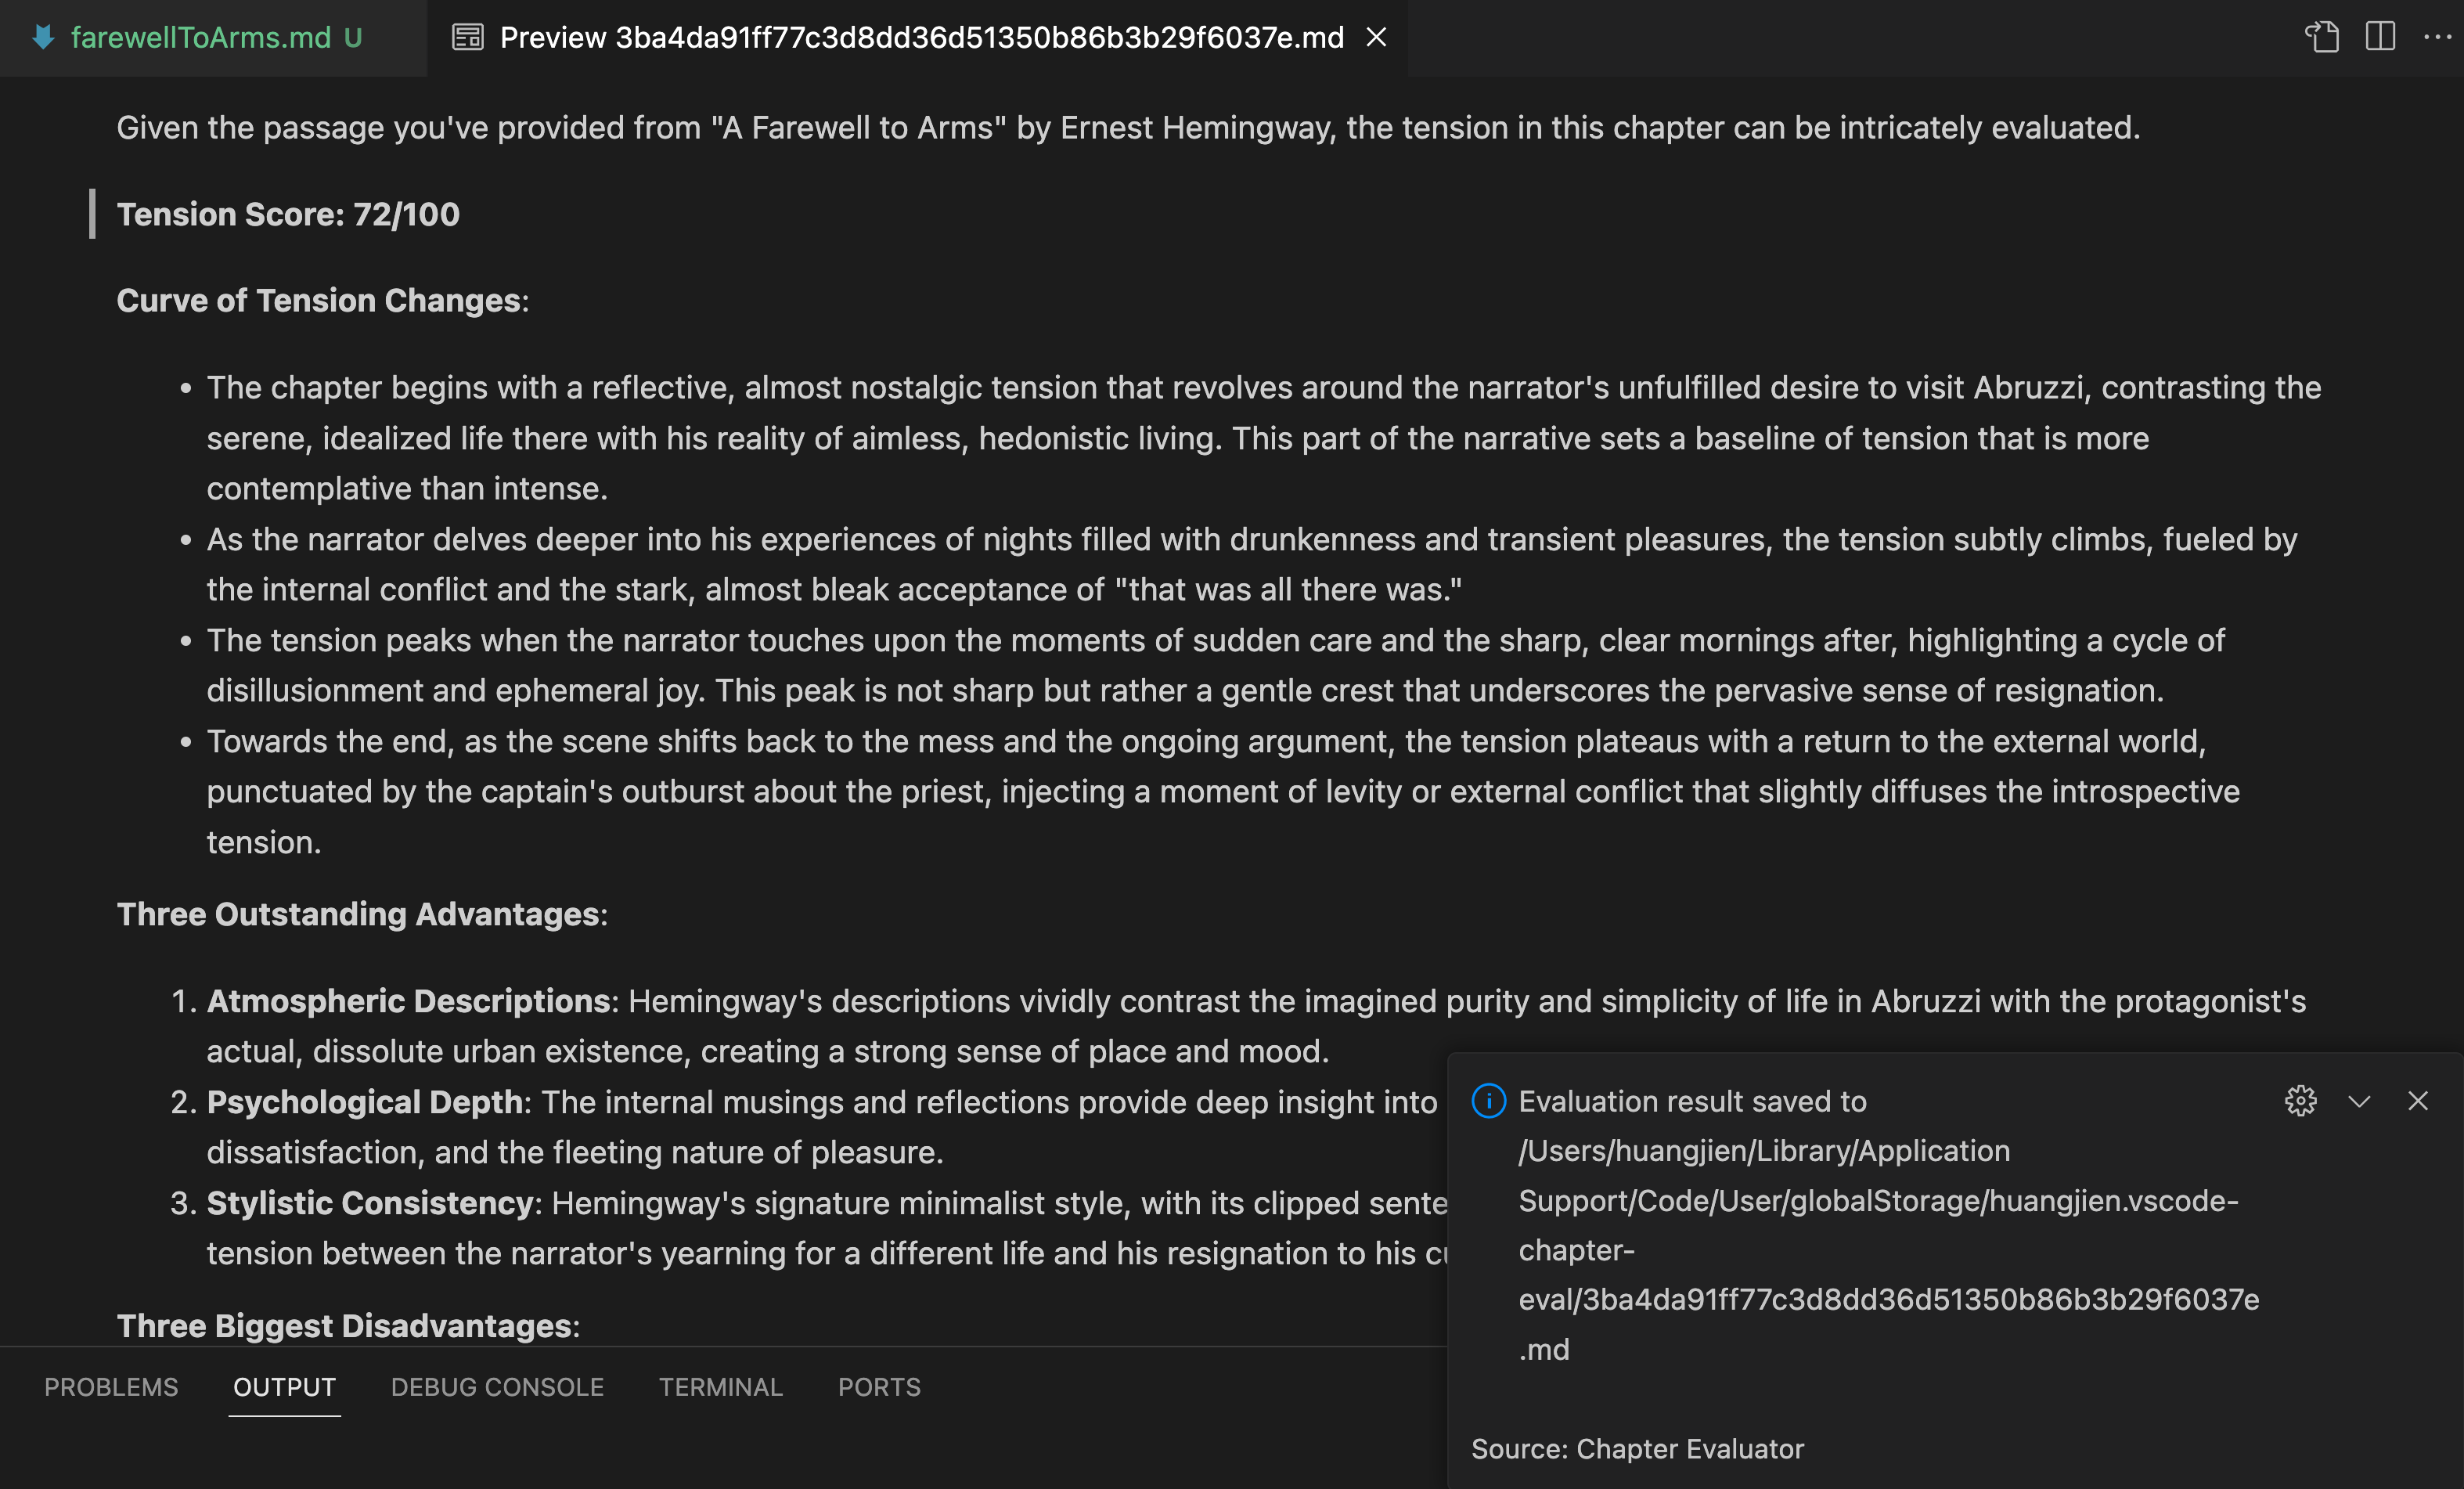 farewellToArms.md U
Preview 3ba4da91ff77c3d8dd36d51350b86b3b29f6037e.md
Given the passage you've provided from "A Farewell to Arms" by Ernest Hemingway, the tension in this chapter can be intricately evaluated.
Tension Score: 72/100
Curve of Tension Changes:
• The chapter begins with a reflective, almost nostalgic tension that revolves around the narrator's unfulfilled desire to visit Abruzzi, contrasting the
serene, idealized life there with his reality of aimless, hedonistic living. This part of the narrative sets a baseline of tension that is more
contemplative than intense.
• As the narrator delves deeper into his experiences of nights filled with drunkenness and transient pleasures, the tension subtly climbs, fueled by
the internal conflict and the stark, almost bleak acceptance of "that was all there was."
• The tension peaks when the narrator touches upon the moments of sudden care and the sharp, clear mornings after, highlighting a cycle of
disillusionment and ephemeral joy. This peak is not sharp but rather a gentle crest that underscores the pervasive sense of resignation.
• Towards the end, as the scene shifts back to the mess and the ongoing argument, the tension plateaus with a return to the external world,
punctuated by the captain's outburst about the priest, injecting a moment of levity or external conflict that slightly diffuses the introspective
tension.
Three Outstanding Advantages:
1. Atmospheric Descriptions: Hemingway's descriptions vividly contrast the imagined purity and simplicity of life in Abruzzi with the protagonist's
actual, dissolute urban existence, creating a strong sense of place and mood.
2. Psychological Depth: The internal musings and reflections provide deep insight into
dissatisfaction, and the fleeting nature of pleasure.
3. Stylistic Consistency: Hemingway's signature minimalist style, with its clipped sente
tension between the narrator's yearning for a different life and his resignation to his
Three Biggest Disadvantages:
Evaluation result saved to
/Users/huangjien/Library/Application
Support/Code/User/globalStorage/huangjien.vscode-
chapter-
eval/3ba4da91ff77c3d8dd36d51350b86b3b29f6037e
.md
Source: Chapter Evaluator
PROBLEMS OUTPUT DEBUG CONSOLE TERMINAL PORTS